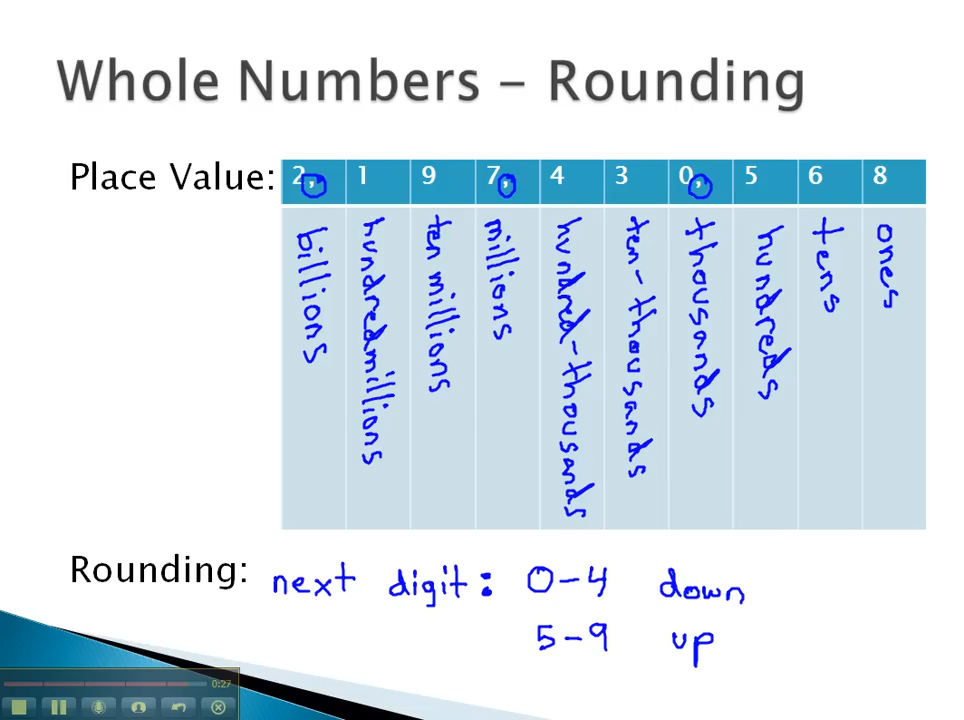 Whole Numbers - Rounding
Place Value: 2, 1 9 7, 4 3 0, 5 6 8
billions
hundred millions
ten millions
millions
hundred-thousands
ten-thousands
thousands
hundreds
tens
ones
Rounding: next digit: 0-4 down
5-9 up
0:27